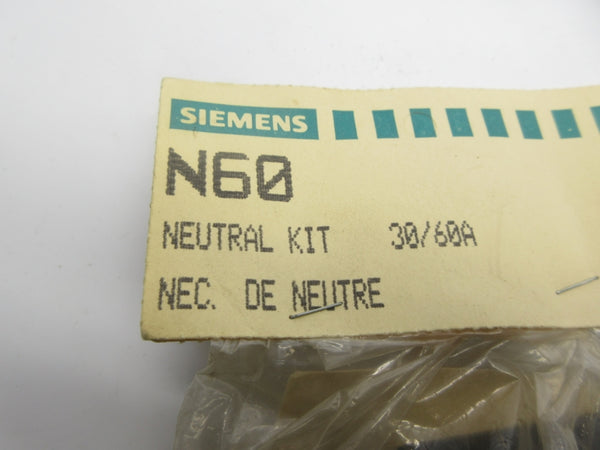 SIEMENS
N60
NEUTRAL KIT 30/60A
NEC. DE NEUTRE